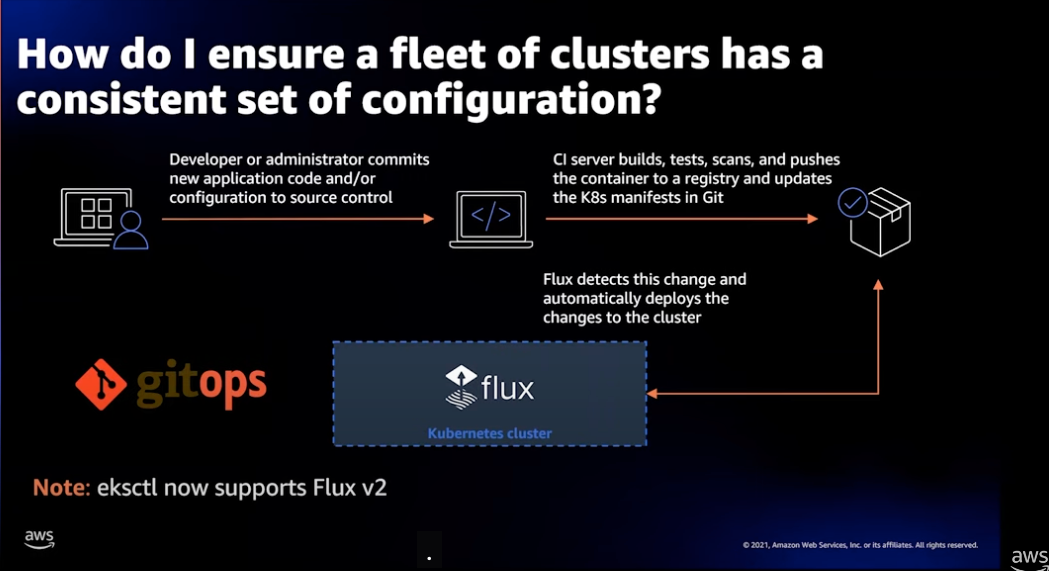 How do I ensure a fleet of clusters has a
consistent set of configuration?
Developer or administrator commits
new application code and/or
configuration to source control
CI server builds, tests, scans, and pushes
the container to a registry and updates
the K8s manifests in Git
</>
Flux detects this change and
automatically deploys the
changes to the cluster
gitops
flux
Kubernetes cluster
Note: eksctl now supports Flux v2
aws
.
© 2021, Amazon Web Services, Inc. or its affiliates. All rights reserved.
aws